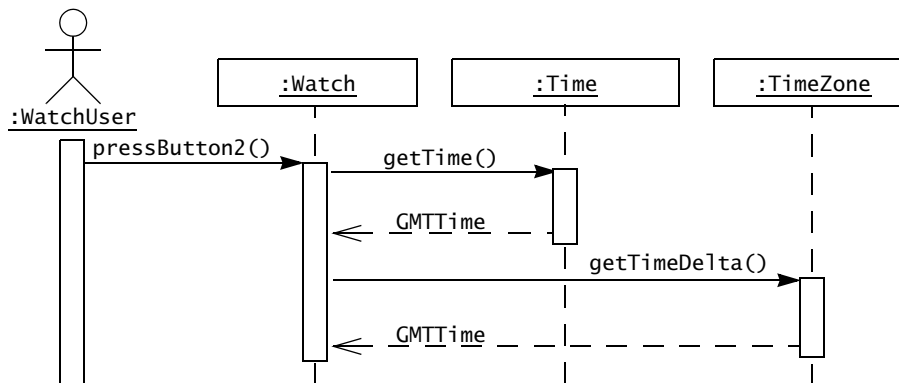 :Watch
:Time
:TimeZone
:WatchUser
pressButton2()
getTime()
GMTTime
getTimeDelta()
GMTTime